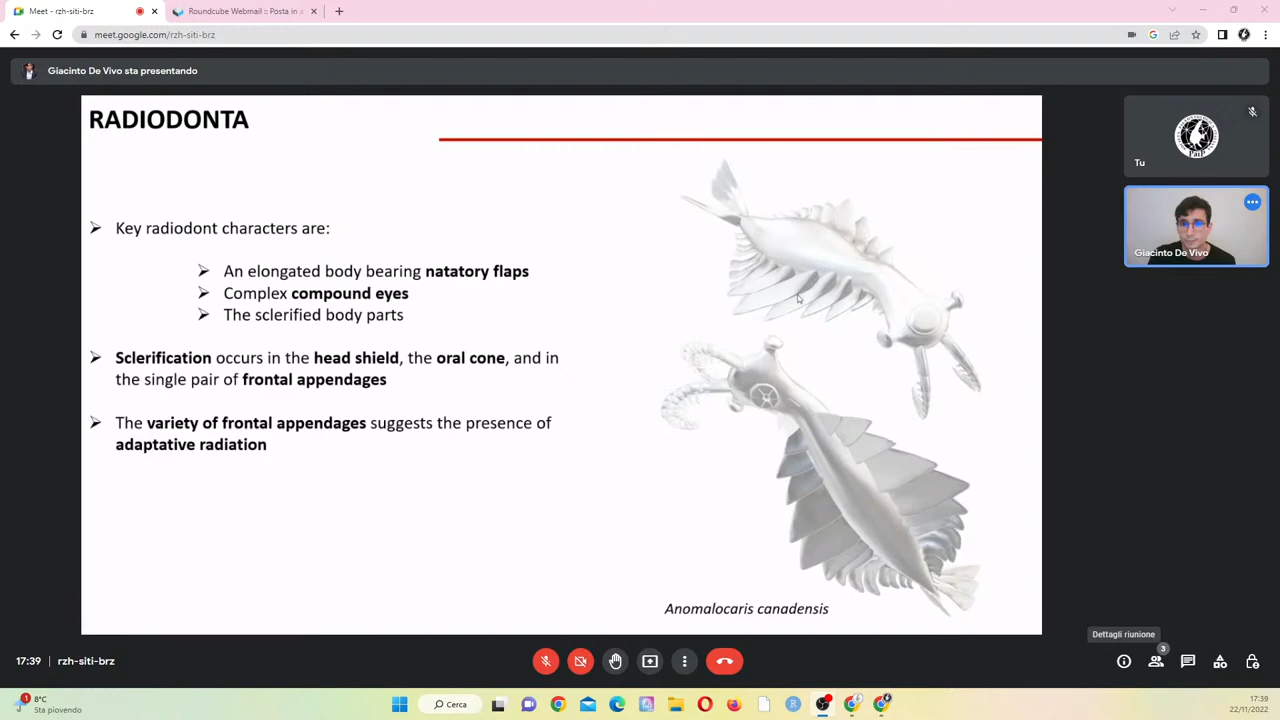 Meet - rzh-siti-brz
Roundcube Webmail :: Posta in a
meet.google.com/rzh-siti-brz
Giacinto De Vivo sta presentando
RADIODONTA
Key radiodont characters are:
An elongated body bearing natatory flaps
Complex compound eyes
The sclerified body parts
Sclerification occurs in the head shield, the oral cone, and in
the single pair of frontal appendages
The variety of frontal appendages suggests the presence of
adaptative radiation
Anomalocaris canadensis
Tu
Giacinto De Vivo
Dettagli riunione
17:39
rzh-siti-brz
3
1
8°C
Sta piovendo
Cerca
17:39
22/11/2022